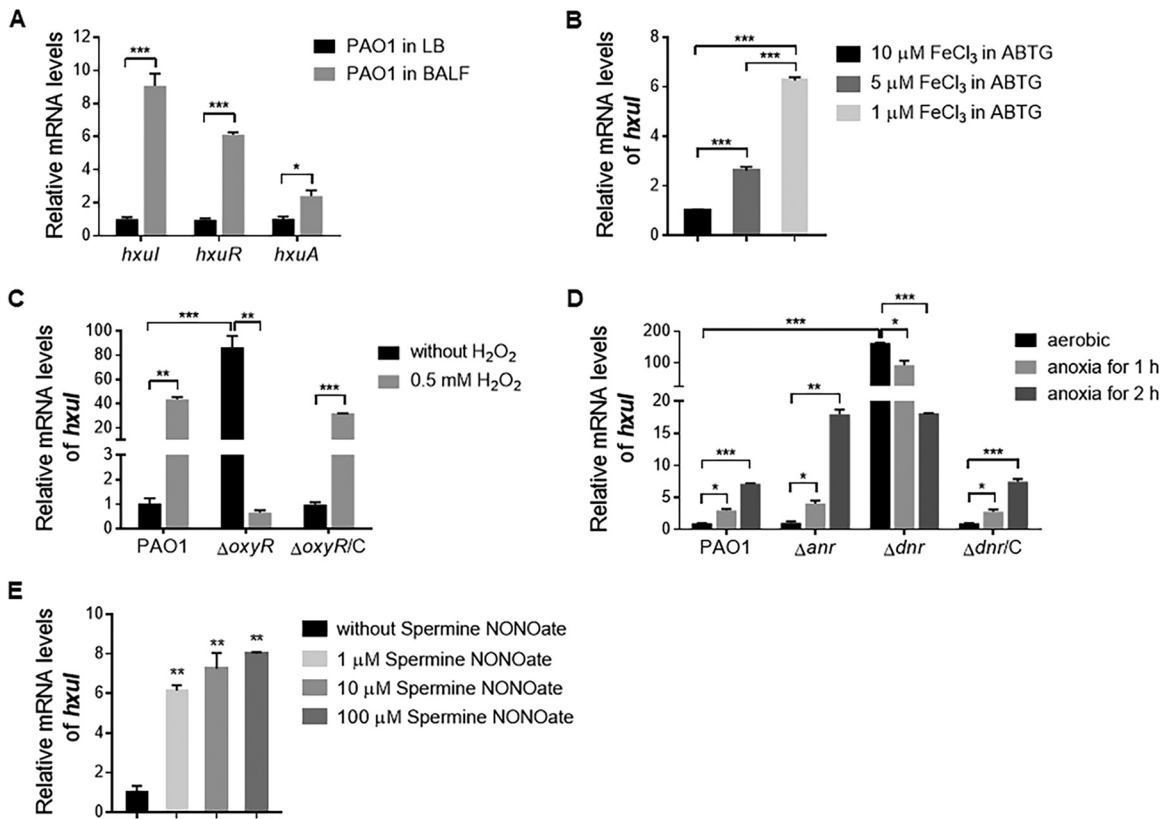 A
Relative mRNA levels
12
10
8
6
4
2
0
***
***
*
hxuI
hxuR
hxuA
PAO1 in LB
PAO1 in BALF
B
Relative mRNA levels
of hxuI
8
6
4
2
0
***
***
***
10 μM FeCl3 in ABTG
5 μM FeCl3 in ABTG
1 μM FeCl3 in ABTG
C
Relative mRNA levels
of hxuI
100
80
60
40
20
3
2
1
0
***
**
**
***
PAO1
ΔoxyR
ΔoxyR/C
without H2O2
0.5 mM H2O2
D
Relative mRNA levels
of hxuI
200
100
20
15
10
5
0
***
***
*
**
***
*
*
***
*
PAO1
Δanr
Δdnr
Δdnr/C
aerobic
anoxia for 1 h
anoxia for 2 h
E
Relative mRNA levels
of hxuI
10
8
6
4
2
0
**
**
**
without Spermine NONOate
1 μM Spermine NONOate
10 μM Spermine NONOate
100 μM Spermine NONOate